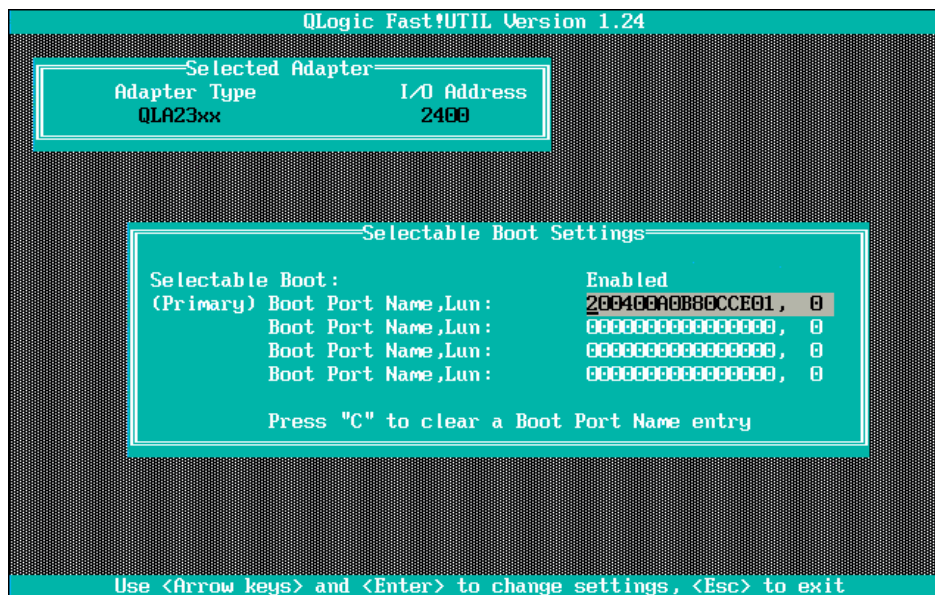 QLogic Fast!UTIL Version 1.24
Selected Adapter
Adapter Type I/O Address
QLA23xx 2400
Selectable Boot Settings
Selectable Boot: Enabled
(Primary) Boot Port Name,Lun: 200400A0B80CCE01, 0
Boot Port Name,Lun: 0000000000000000, 0
Boot Port Name,Lun: 0000000000000000, 0
Boot Port Name,Lun: 0000000000000000, 0
Press "C" to clear a Boot Port Name entry
Use <Arrow keys> and <Enter> to change settings, <Esc> to exit